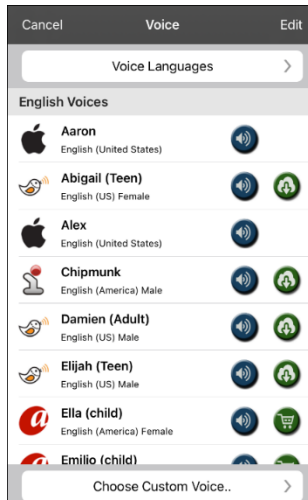 Cancel Voice Edit
Voice Languages
English Voices
Aaron
English (United States)
Abigail (Teen)
English (US) Female
Alex
English (United States)
Chipmunk
English (America) Male
Damien (Adult)
English (US) Male
Elijah (Teen)
English (US) Male
Ella (child)
English (America) Female
Emilio (child)
Choose Custom Voice..